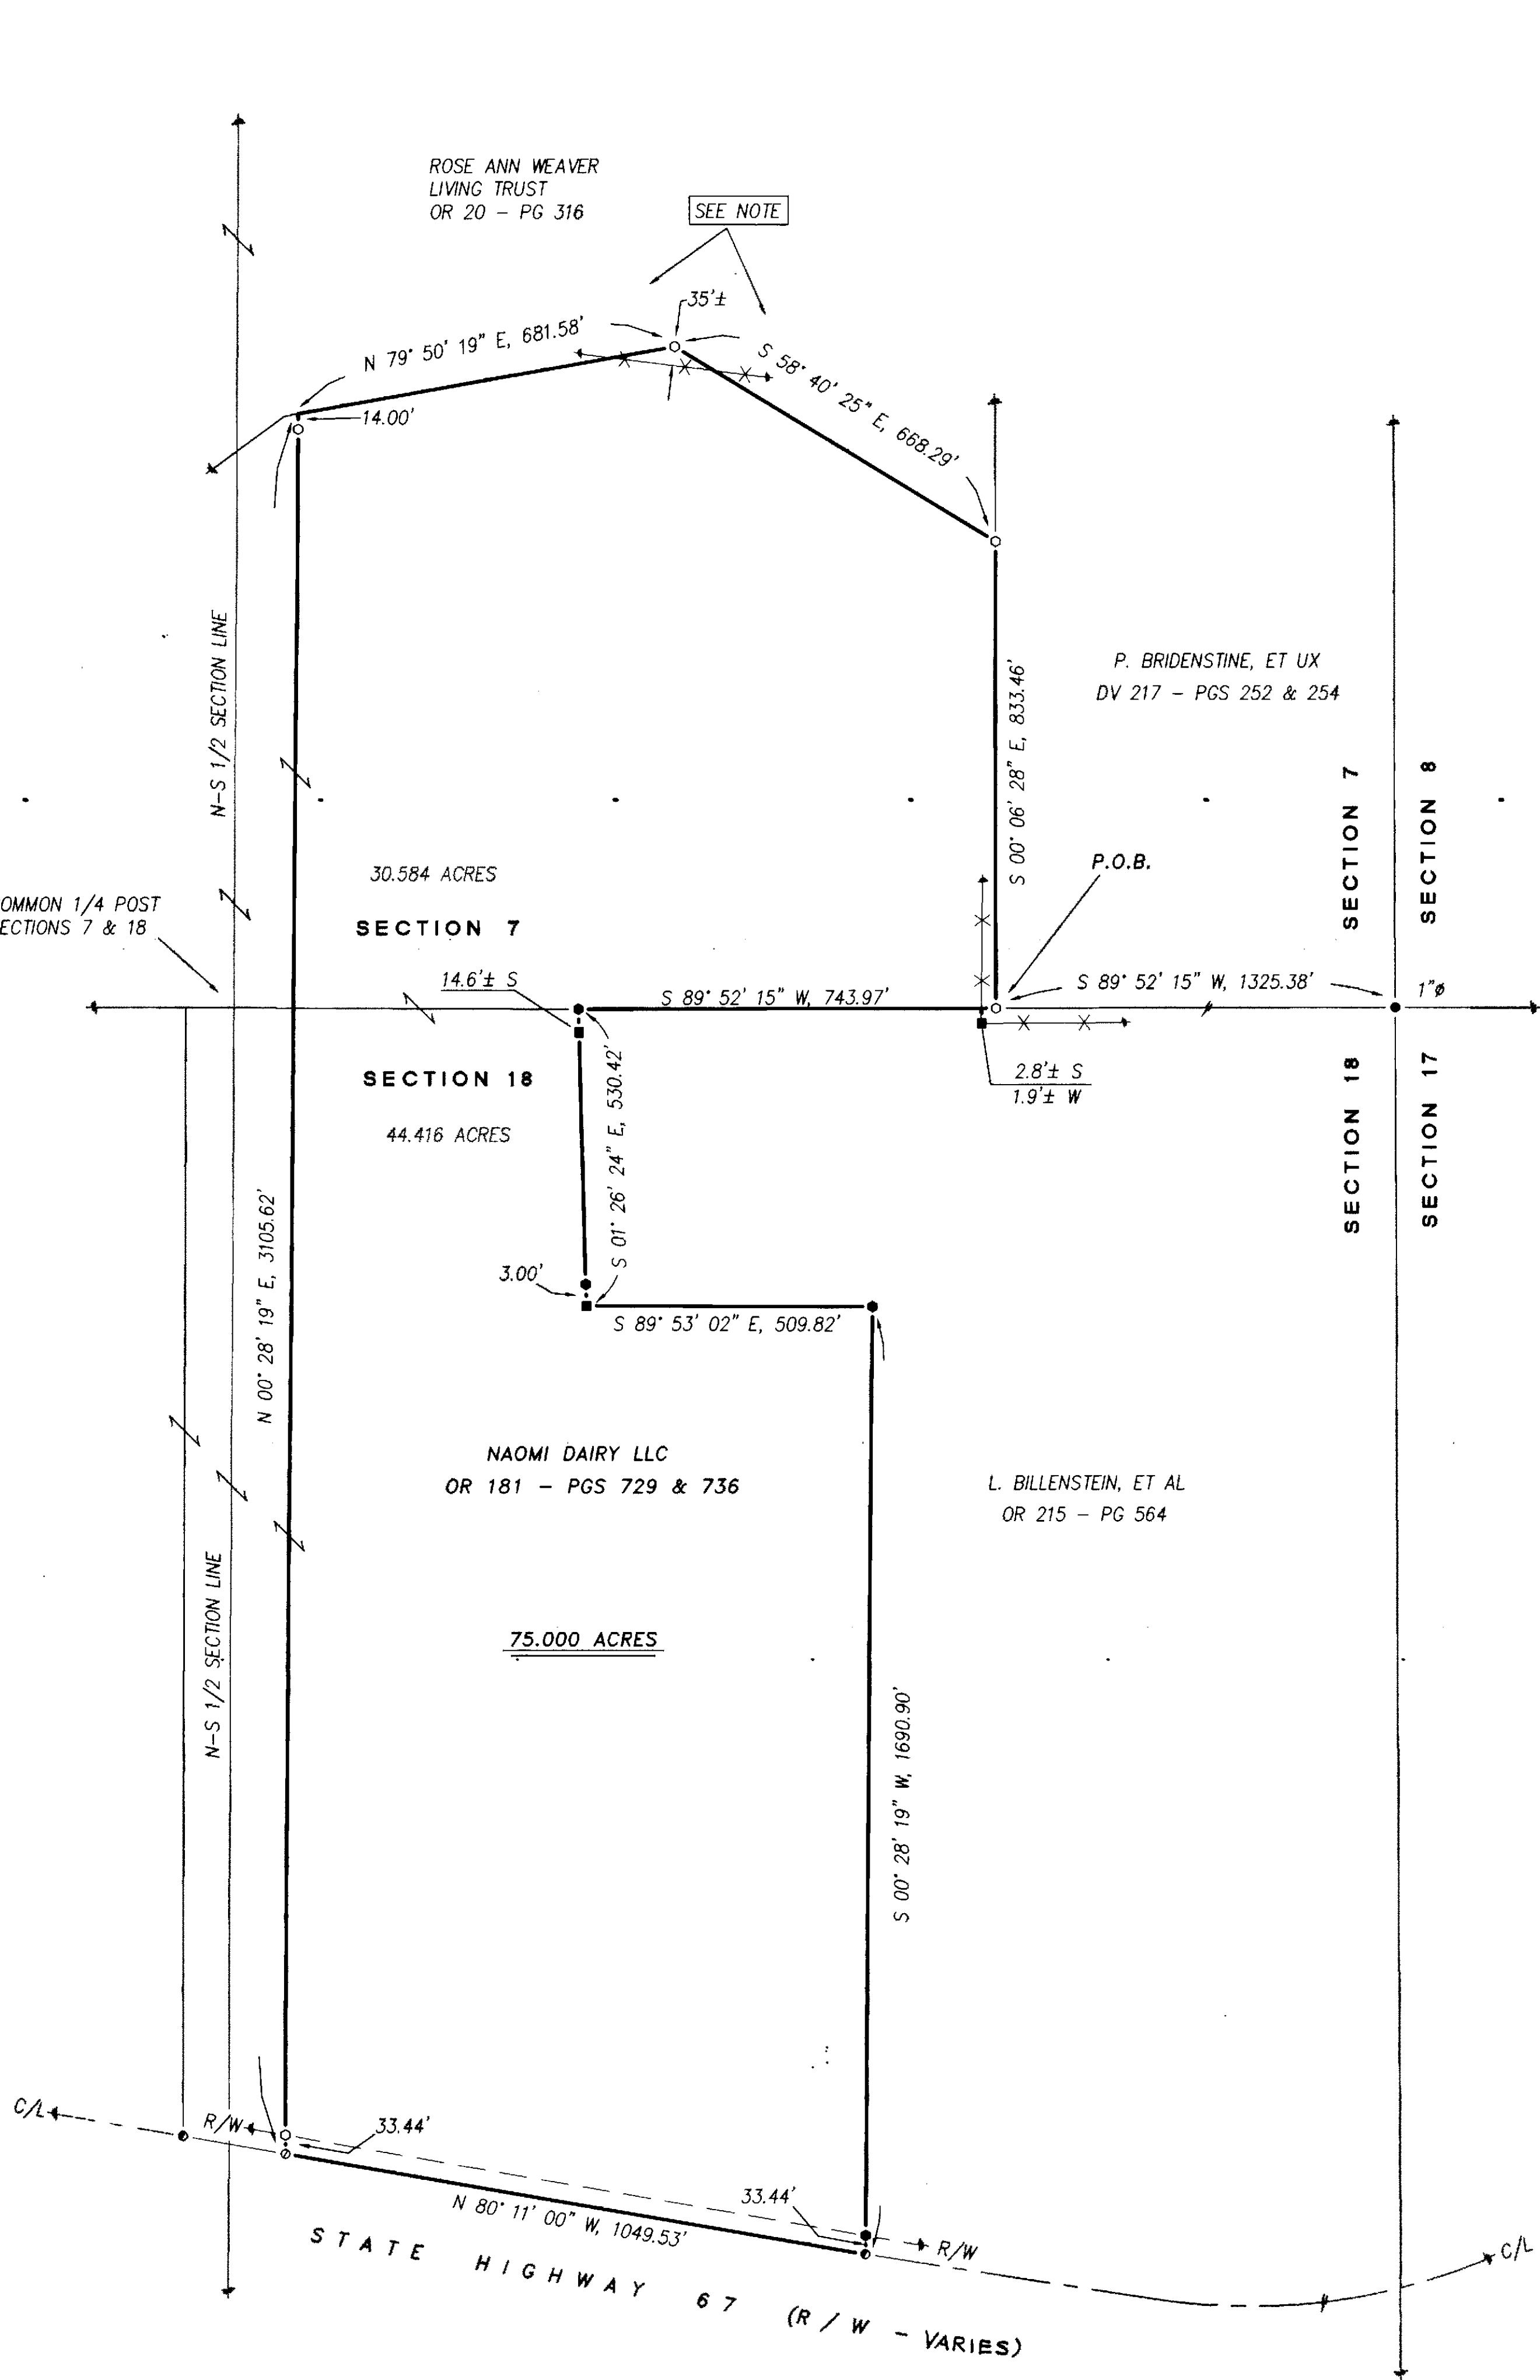 ROSE ANN WEAVER
LIVING TRUST
OR 20 – PG 316
SEE NOTE
35'±
N 79° 50' 19" E, 681.58'
S 58° 40' 25" E, 668.29'
14.00'
N–S 1/2 SECTION LINE
P. BRIDENSTINE, ET UX
DV 217 – PGS 252 & 254
S 00° 06' 28" E, 833.46'
SECTION 7
SECTION 8
P.O.B.
30.584 ACRES
OMMON 1/4 POST
ECTIONS 7 & 18
SECTION 7
14.6'± S
S 89° 52' 15" W, 743.97'
S 89° 52' 15" W, 1325.38'
1"ø
SECTION 18
44.416 ACRES
S 01° 26' 24" E, 530.42'
2.8'± S
1.9'± W
SECTION 18
SECTION 17
N 00° 28' 19" E, 3105.62'
3.00'
S 89° 53' 02" E, 509.82'
NAOMI DAIRY LLC
OR 181 – PGS 729 & 736
L. BILLENSTEIN, ET AL
OR 215 – PG 564
N–S 1/2 SECTION LINE
75.000 ACRES
S 00° 28' 19" W, 1690.90'
C/L
R/W
33.44'
33.44'
N 80° 11' 00" W, 1049.53'
R/W
C/L
STATE HIGHWAY 67 (R/W – VARIES)